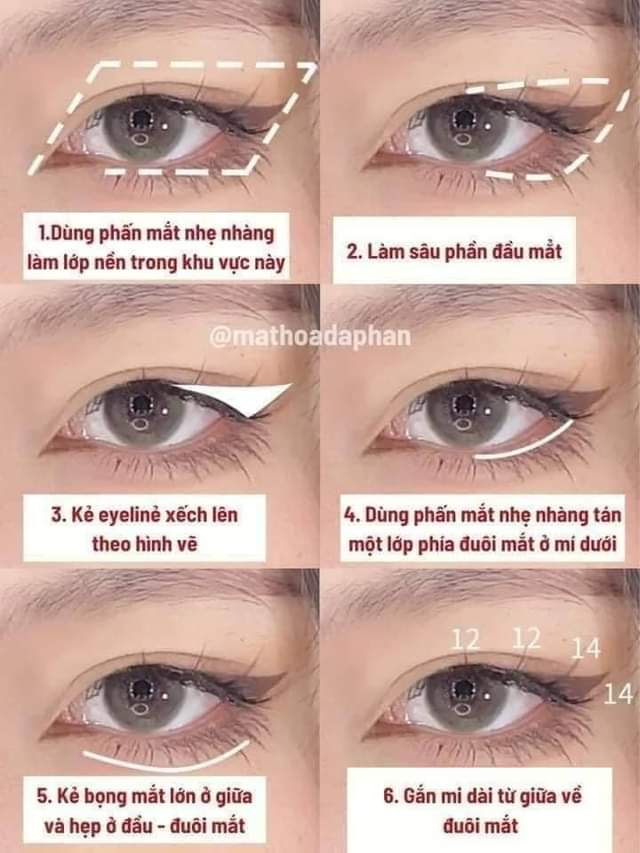 1.Dùng phấn mắt nhẹ nhàng
làm lớp nền trong khu vực này
2. Làm sâu phần đầu mắt
@mathoadaphan
3. Kẻ eyelinẻ xếch lên
theo hình vẽ
4. Dùng phấn mắt nhẹ nhàng tán
một lớp phía đuôi mắt ở mí dưới
12 12 14
14
5. Kẻ bọng mắt lớn ở giữa
và hẹp ở đầu - đuôi mắt
6. Gắn mi dài từ giữa về
đuôi mắt